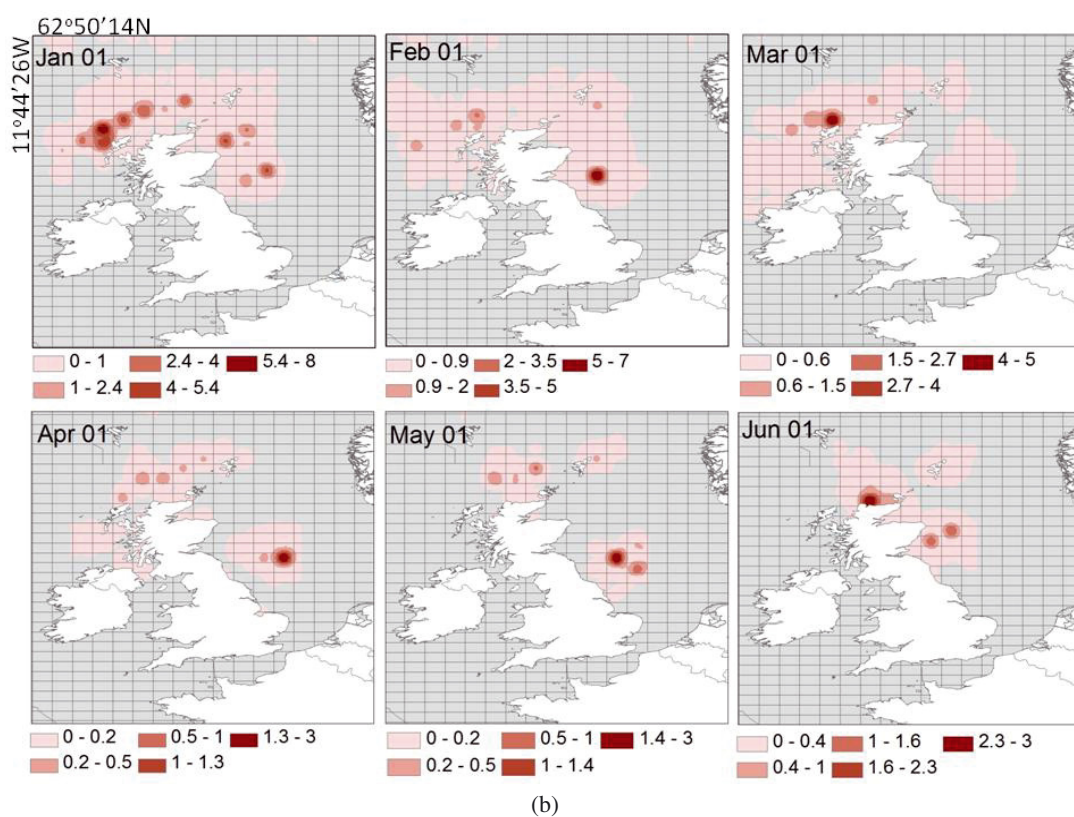 62°50'14N
11°44'26W
Jan 01
Feb 01
Mar 01
0 - 1
2.4 - 4
5.4 - 8
1 - 2.4
4 - 5.4
0 - 0.9
2 - 3.5
5 - 7
0.9 - 2
3.5 - 5
0 - 0.6
1.5 - 2.7
4 - 5
0.6 - 1.5
2.7 - 4
Apr 01
May 01
Jun 01
0 - 0.2
0.5 - 1
1.3 - 3
0.2 - 0.5
1 - 1.3
0 - 0.2
0.5 - 1
1.4 - 3
0.2 - 0.5
1 - 1.4
0 - 0.4
1 - 1.6
2.3 - 3
0.4 - 1
1.6 - 2.3
(b)